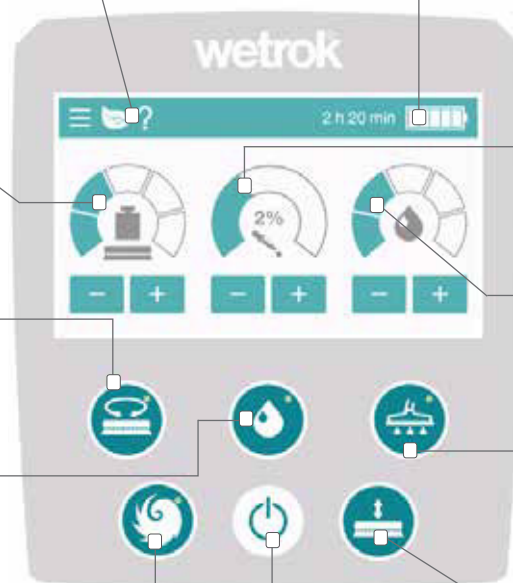 wetrok
?
2 h 20 min
2%
- + - + - +